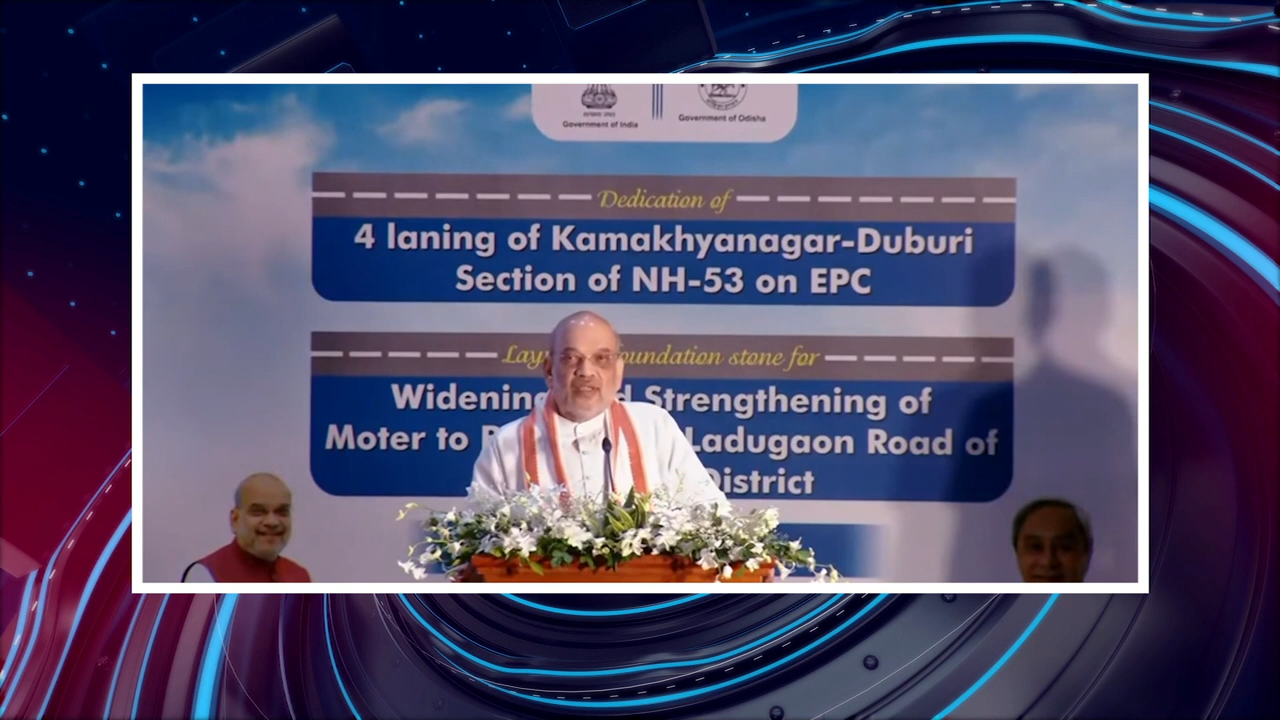 Government of India
Government of Odisha
Dedication of
4 laning of Kamakhyanagar-Duburi
Section of NH-53 on EPC
foundation stone for
Strengthening of
Moter to Ladugaon Road of
District